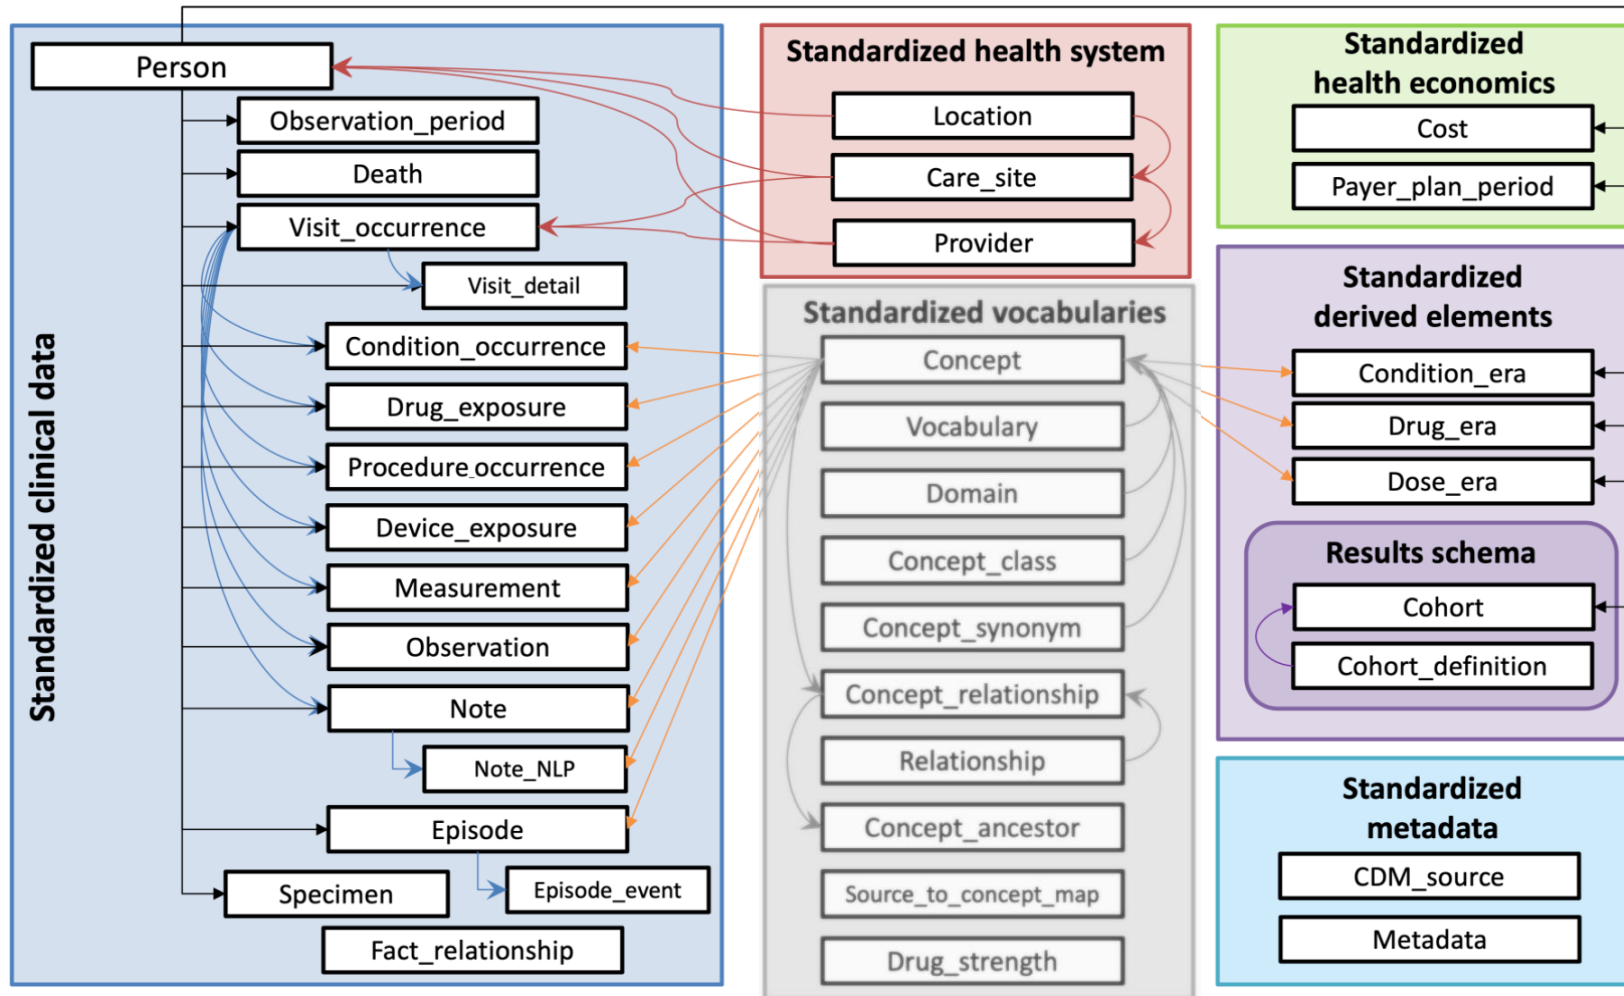 Standardized clinical data
Person
Observation_period
Death
Visit_occurrence
Visit_detail
Condition_occurrence
Drug_exposure
Procedure_occurrence
Device_exposure
Measurement
Observation
Note
Note_NLP
Episode
Episode_event
Specimen
Fact_relationship
Standardized health system
Location
Care_site
Provider
Standardized vocabularies
Concept
Vocabulary
Domain
Concept_class
Concept_synonym
Concept_relationship
Relationship
Concept_ancestor
Source_to_concept_map
Drug_strength
Standardized
health economics
Cost
Payer_plan_period
Standardized
derived elements
Condition_era
Drug_era
Dose_era
Results schema
Cohort
Cohort_definition
Standardized
metadata
CDM_source
Metadata